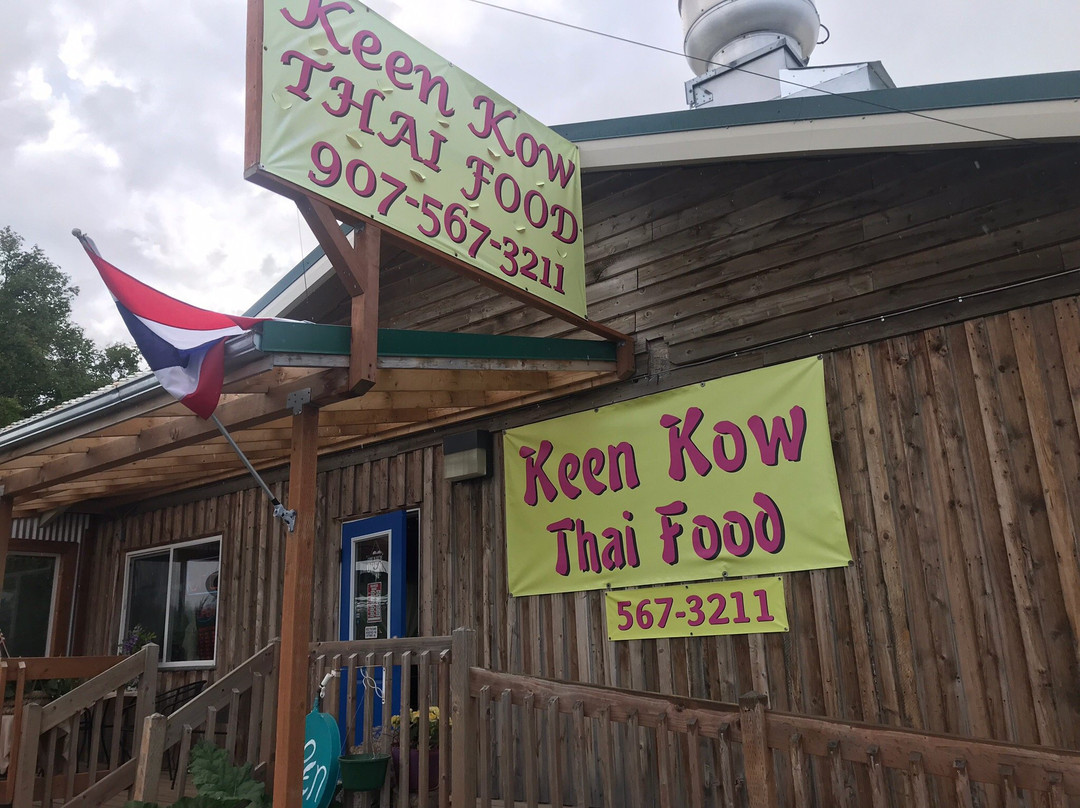 Keen Kow
THAI FOOD
907-567-3211
Keen Kow
Thai Food
567-3211